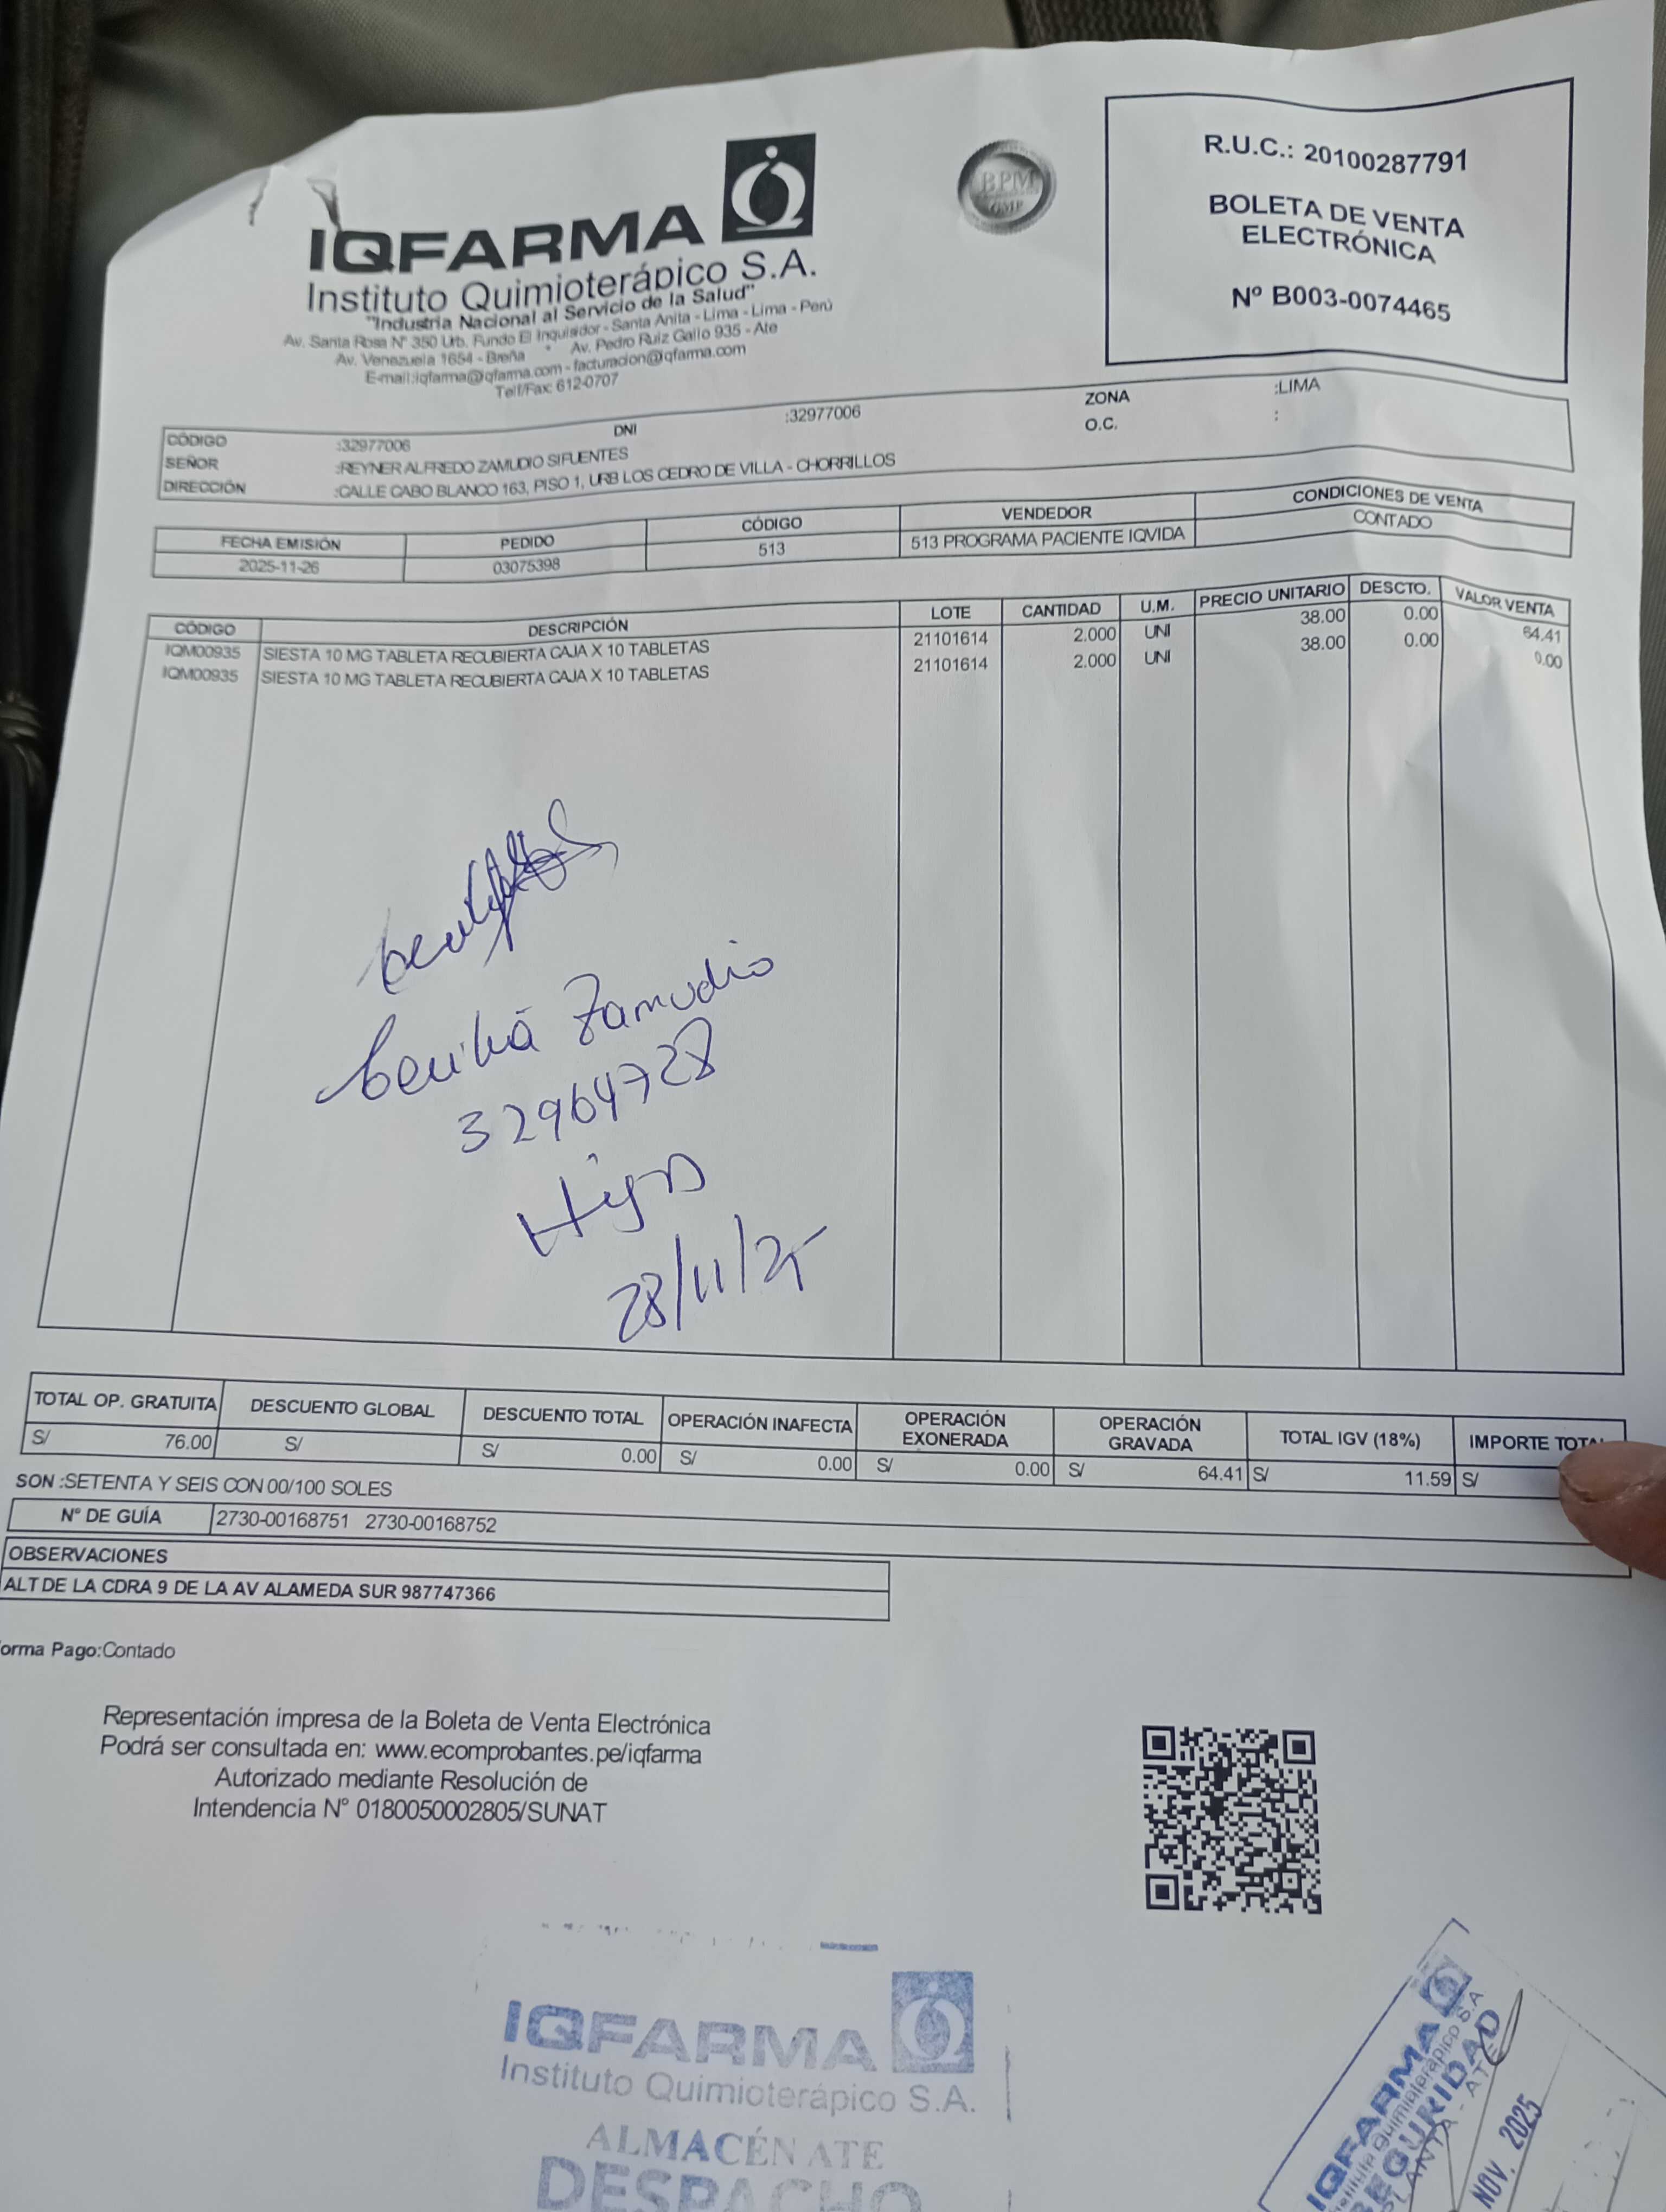 IQFARMA
Instituto Quimioterápico S.A.
"Industria Nacional al Servicio de la Salud"
Av. Santa Rosa N° 350 Urb. Fundo El Inquisidor - Santa Anita - Lima - Lima - Perú
Av. Venezuela 1654 - Breña * Av. Pedro Ruiz Gallo 935 - Ate
E-mail:iqfarma@qfarma.com - facturacion@iqfarma.com
Telf/Fax: 612-0707
BPM
GMP
R.U.C.: 20100287791
BOLETA DE VENTA
ELECTRÓNICA
Nº B003-0074465
CÓDIGO :32977006 DNI :32977006 ZONA :LIMA
SEÑOR :REYNER ALFREDO ZAMUDIO SIFUENTES O.C. :
DIRECCIÓN :CALLE CABO BLANCO 163, PISO 1, URB LOS CEDRO DE VILLA - CHORRILLOS
FECHA EMISIÓN PEDIDO CÓDIGO VENDEDOR CONDICIONES DE VENTA
2025-11-26 03075398 513 513 PROGRAMA PACIENTE IQVIDA CONTADO
CÓDIGO DESCRIPCIÓN LOTE CANTIDAD U.M. PRECIO UNITARIO DESCTO. VALOR VENTA
IQM00935 SIESTA 10 MG TABLETA RECUBIERTA CAJA X 10 TABLETAS 21101614 2.000 UNI 38.00 0.00 64.41
IQM00935 SIESTA 10 MG TABLETA RECUBIERTA CAJA X 10 TABLETAS 21101614 2.000 UNI 38.00 0.00 0.00
Zamudio
32964728
28/11/25
TOTAL OP. GRATUITA DESCUENTO GLOBAL DESCUENTO TOTAL OPERACIÓN INAFECTA OPERACIÓN EXONERADA OPERACIÓN GRAVADA TOTAL IGV (18%) IMPORTE TOTAL
S/ 76.00 S/ S/ 0.00 S/ 0.00 S/ 0.00 S/ 64.41 S/ 11.59 S/
SON :SETENTA Y SEIS CON 00/100 SOLES
N° DE GUÍA 2730-00168751 2730-00168752
OBSERVACIONES
ALT DE LA CDRA 9 DE LA AV ALAMEDA SUR 987747366
orma Pago:Contado
Representación impresa de la Boleta de Venta Electrónica
Podrá ser consultada en: www.ecomprobantes.pe/iqfarma
Autorizado mediante Resolución de
Intendencia N° 0180050002805/SUNAT
IQFARMA
Instituto Quimioterápico S.A.
ALMACÉN ATE
DESPACHO
IQFARMA
Instituto Quimioterápico S.A
SEGURIDAD
PLANTA - ATE
NOV. 2025